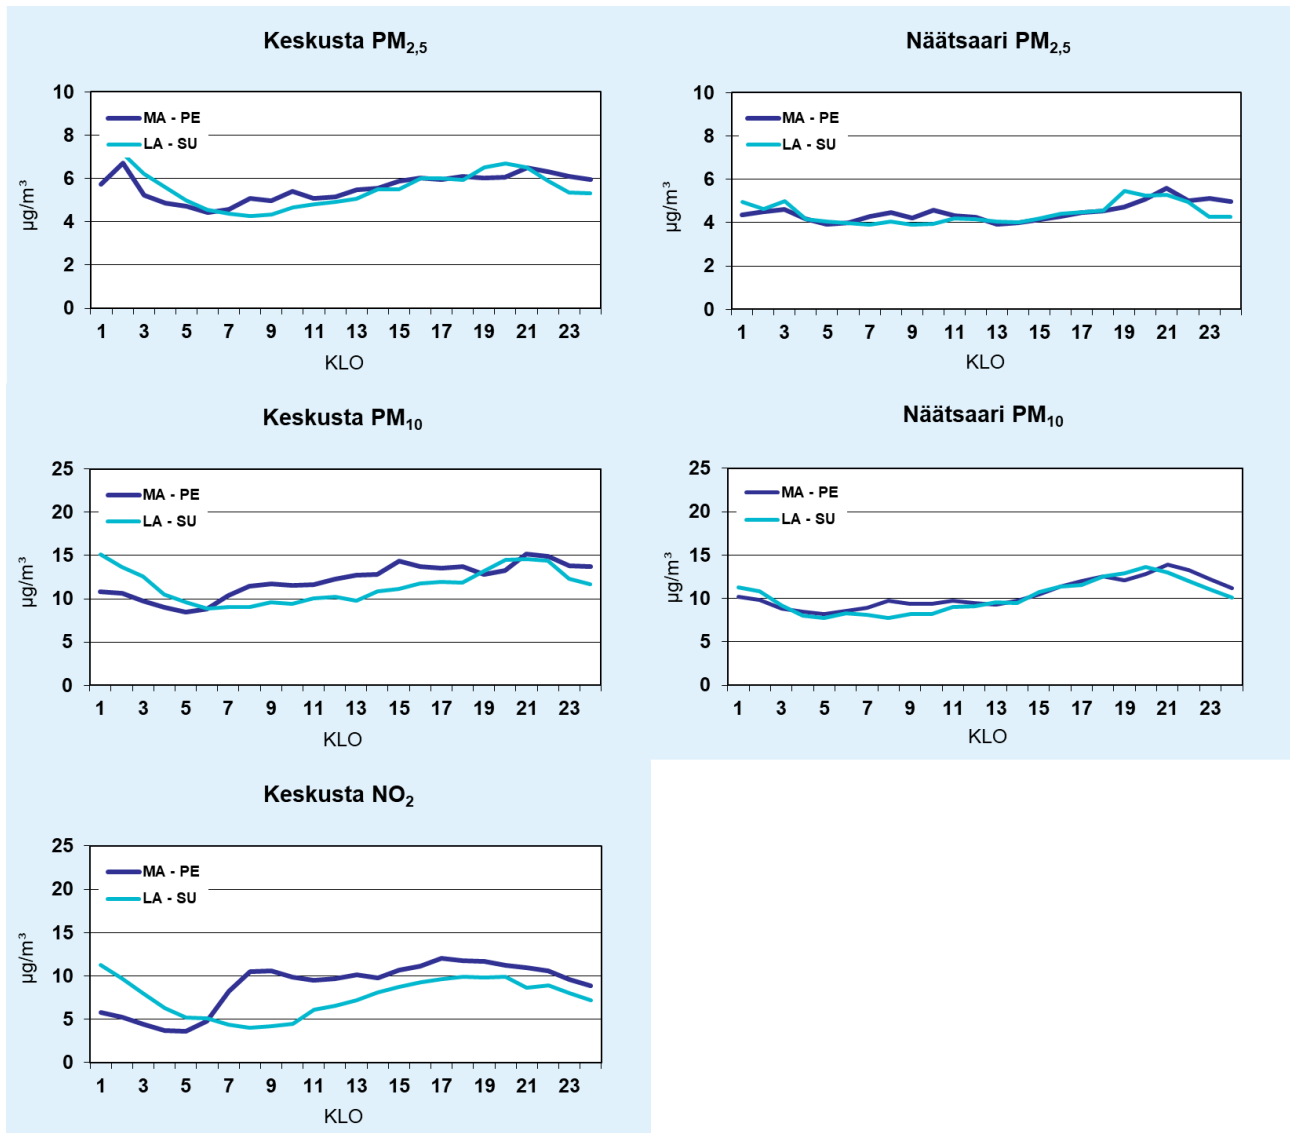 Keskusta PM2,5
MA - PE
LA - SU
10
8
6
4
2
0
µg/m³
1 3 5 7 9 11 13 15 17 19 21 23
KLO
Näätsaari PM2,5
MA - PE
LA - SU
10
8
6
4
2
0
µg/m³
1 3 5 7 9 11 13 15 17 19 21 23
KLO
Keskusta PM10
MA - PE
LA - SU
25
20
15
10
5
0
µg/m³
1 3 5 7 9 11 13 15 17 19 21 23
KLO
Näätsaari PM10
MA - PE
LA - SU
25
20
15
10
5
0
µg/m³
1 3 5 7 9 11 13 15 17 19 21 23
KLO
Keskusta NO2
MA - PE
LA - SU
25
20
15
10
5
0
µg/m³
1 3 5 7 9 11 13 15 17 19 21 23
KLO